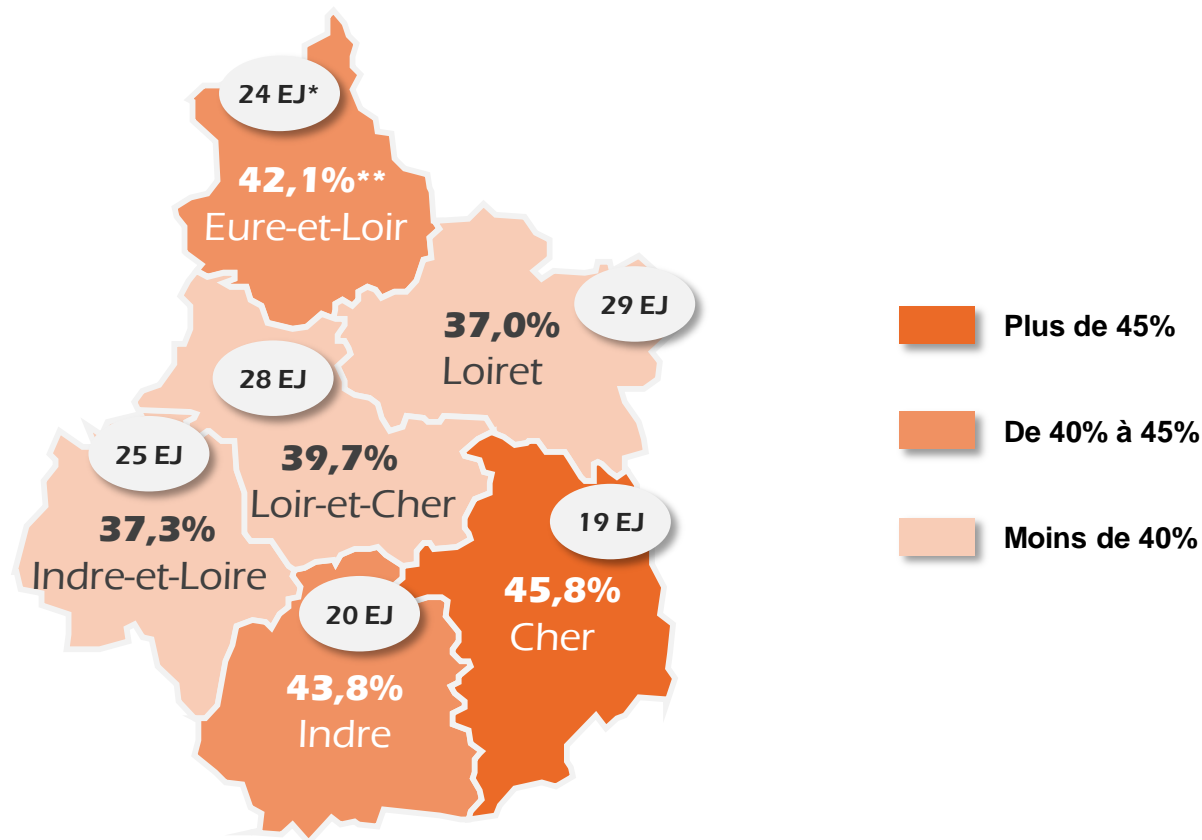 24 EJ*
42,1%**
Eure-et-Loir
29 EJ
37,0%
Loiret
28 EJ
39,7%
Loir-et-Cher
25 EJ
37,3%
Indre-et-Loire
19 EJ
45,8%
Cher
20 EJ
43,8%
Indre
Plus de 45%
De 40% à 45%
Moins de 40%